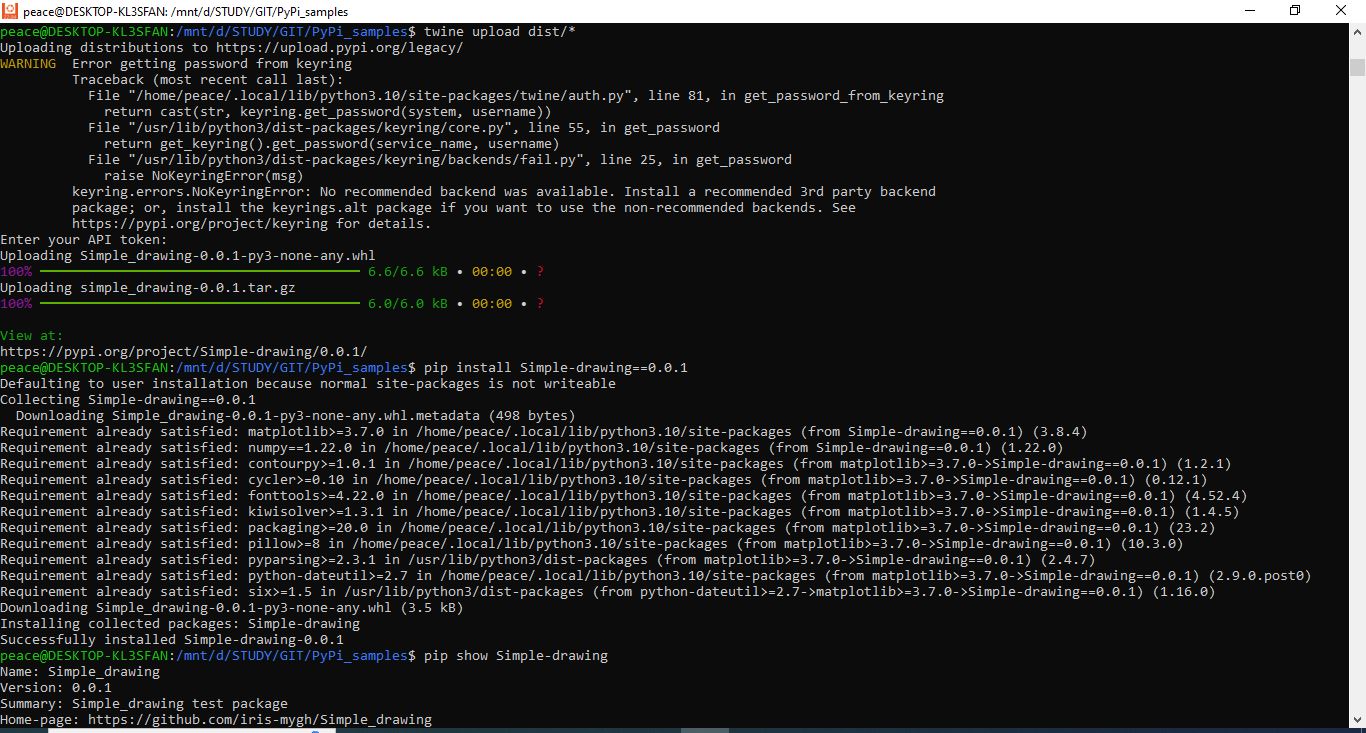 peace@DESKTOP-KL3SFAN: /mnt/d/STUDY/GIT/PyPi_samples
peace@DESKTOP-KL3SFAN:/mnt/d/STUDY/GIT/PyPi_samples$ twine upload dist/*
Uploading distributions to https://upload.pypi.org/legacy/
WARNING  Error getting password from keyring
         Traceback (most recent call last):
           File "/home/peace/.local/lib/python3.10/site-packages/twine/auth.py", line 81, in get_password_from_keyring
             return cast(str, keyring.get_password(system, username))
           File "/usr/lib/python3/dist-packages/keyring/core.py", line 55, in get_password
             return get_keyring().get_password(service_name, username)
           File "/usr/lib/python3/dist-packages/keyring/backends/fail.py", line 25, in get_password
             raise NoKeyringError(msg)
         keyring.errors.NoKeyringError: No recommended backend was available. Install a recommended 3rd party backend
         package; or, install the keyrings.alt package if you want to use the non-recommended backends. See
         https://pypi.org/project/keyring for details.
Enter your API token:
Uploading Simple_drawing-0.0.1-py3-none-any.whl
100% ━━━━━━━━━━━━━━━━━━━━━━━━━━━━━━━━━━━━━━━━ 6.6/6.6 kB • 00:00 • ?
Uploading simple_drawing-0.0.1.tar.gz
100% ━━━━━━━━━━━━━━━━━━━━━━━━━━━━━━━━━━━━━━━━ 6.0/6.0 kB • 00:00 • ?
View at:
https://pypi.org/project/Simple-drawing/0.0.1/
peace@DESKTOP-KL3SFAN:/mnt/d/STUDY/GIT/PyPi_samples$ pip install Simple-drawing==0.0.1
Defaulting to user installation because normal site-packages is not writeable
Collecting Simple-drawing==0.0.1
  Downloading Simple_drawing-0.0.1-py3-none-any.whl.metadata (498 bytes)
Requirement already satisfied: matplotlib>=3.7.0 in /home/peace/.local/lib/python3.10/site-packages (from Simple-drawing==0.0.1) (3.8.4)
Requirement already satisfied: numpy==1.22.0 in /home/peace/.local/lib/python3.10/site-packages (from Simple-drawing==0.0.1) (1.22.0)
Requirement already satisfied: contourpy>=1.0.1 in /home/peace/.local/lib/python3.10/site-packages (from matplotlib>=3.7.0->Simple-drawing==0.0.1) (1.2.1)
Requirement already satisfied: cycler>=0.10 in /home/peace/.local/lib/python3.10/site-packages (from matplotlib>=3.7.0->Simple-drawing==0.0.1) (0.12.1)
Requirement already satisfied: fonttools>=4.22.0 in /home/peace/.local/lib/python3.10/site-packages (from matplotlib>=3.7.0->Simple-drawing==0.0.1) (4.52.4)
Requirement already satisfied: kiwisolver>=1.3.1 in /home/peace/.local/lib/python3.10/site-packages (from matplotlib>=3.7.0->Simple-drawing==0.0.1) (1.4.5)
Requirement already satisfied: packaging>=20.0 in /home/peace/.local/lib/python3.10/site-packages (from matplotlib>=3.7.0->Simple-drawing==0.0.1) (23.2)
Requirement already satisfied: pillow>=8 in /home/peace/.local/lib/python3.10/site-packages (from matplotlib>=3.7.0->Simple-drawing==0.0.1) (10.3.0)
Requirement already satisfied: pyparsing>=2.3.1 in /usr/lib/python3/dist-packages (from matplotlib>=3.7.0->Simple-drawing==0.0.1) (2.4.7)
Requirement already satisfied: python-dateutil>=2.7 in /home/peace/.local/lib/python3.10/site-packages (from matplotlib>=3.7.0->Simple-drawing==0.0.1) (2.9.0.post0)
Requirement already satisfied: six>=1.5 in /usr/lib/python3/dist-packages (from python-dateutil>=2.7->matplotlib>=3.7.0->Simple-drawing==0.0.1) (1.16.0)
Downloading Simple_drawing-0.0.1-py3-none-any.whl (3.5 kB)
Installing collected packages: Simple-drawing
Successfully installed Simple-drawing-0.0.1
peace@DESKTOP-KL3SFAN:/mnt/d/STUDY/GIT/PyPi_samples$ pip show Simple-drawing
Name: Simple_drawing
Version: 0.0.1
Summary: Simple_drawing test package
Home-page: https://github.com/iris-mygh/Simple_drawing